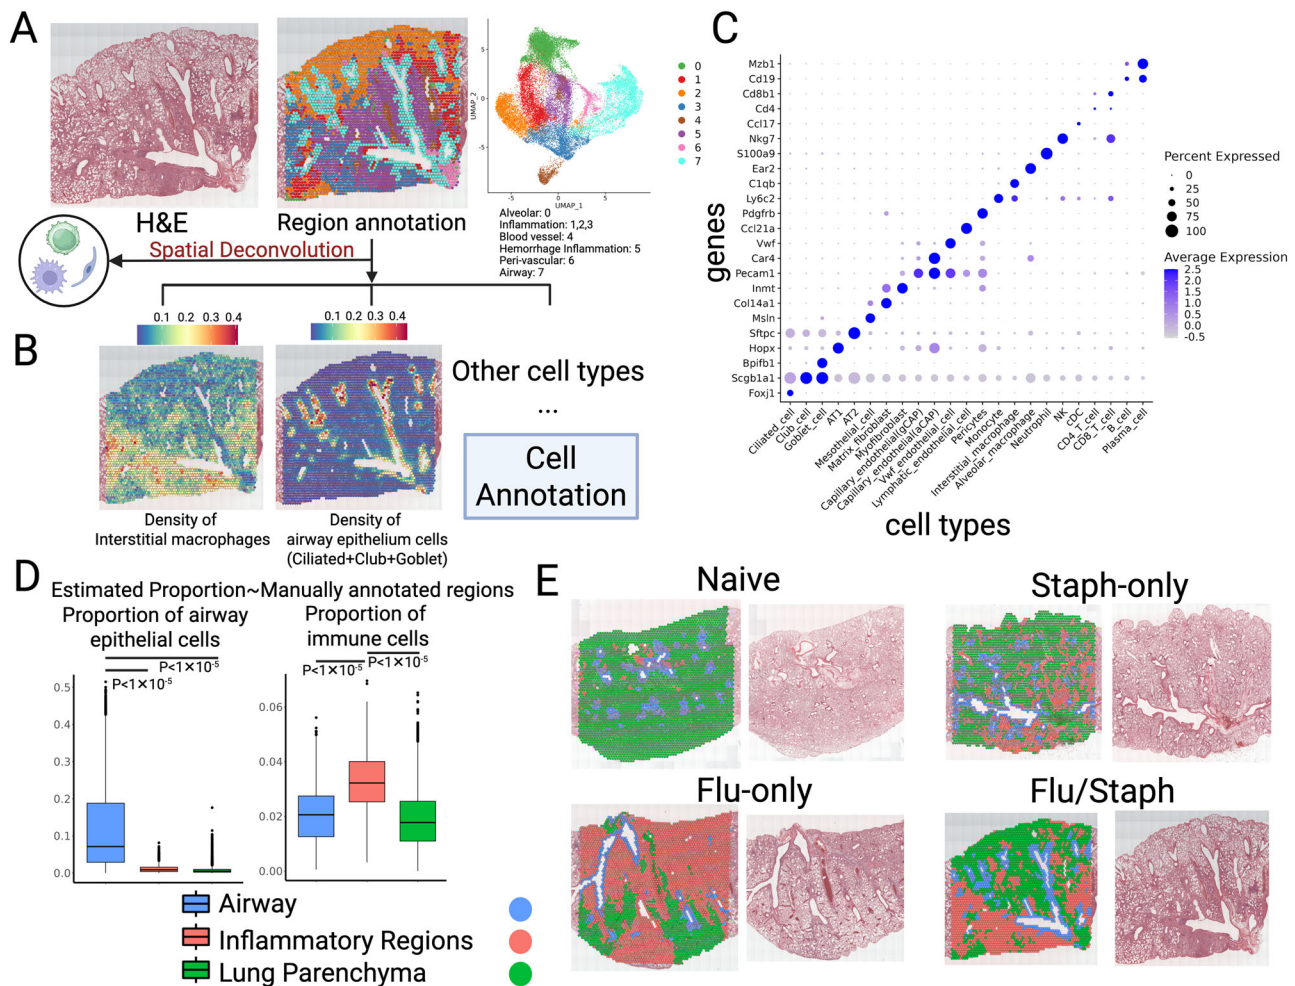 A
H&E
Region annotation
UMAP_2
5
0
-5
-5
0
5
UMAP_1
0
1
2
3
4
5
6
7
Alveolar: 0
Inflammation: 1,2,3
Blood vessel: 4
Hemorrhage Inflammation: 5
Peri-vascular: 6
Airway: 7
Spatial Deconvolution
B
0.1 0.2 0.3 0.4
0.1 0.2 0.3 0.4
Density of
Interstitial macrophages
Density of
airway epithelium cells
(Ciliated+Club+Goblet)
Other cell types
...
Cell
Annotation
C
genes
Mzb1
Cd19
Cd8b1
Cd4
Ccl17
Nkg7
S100a9
Ear2
C1qb
Ly6c2
Pdgfrb
Ccl21a
Vwf
Car4
Pecam1
Inmt
Col14a1
Msln
Sftpc
Hopx
Bpifb1
Scgb1a1
Foxj1
Ciliated_cell
Club_cell
Goblet_cell
AT1
AT2
Mesothelial_cell
Matrix_fibroblast
Myofibroblast
Capillary_endothelial(gCAP)
Capillary_endothelial(aCAP)
Vwf_endothelial_cell
Lymphatic_endothelial_cell
Pericytes
Monocyte
Interstitial_macrophage
Alveolar_macrophage
Neutrophil
NK
cDC
CD4_T_cell
CD8_T_cell
B_cell
Plasma_cell
cell types
Percent Expressed
0
25
50
75
100
Average Expression
2.5
2.0
1.5
1.0
0.5
0.0
-0.5
D
Estimated Proportion~Manually annotated regions
Proportion of airway
epithelial cells
P<1×10-5
P<1×10-5
0.5
0.4
0.3
0.2
0.1
0.0
Proportion of
immune cells
P<1×10-5
P<1×10-5
0.06
0.04
0.02
0.00
Airway
Inflammatory Regions
Lung Parenchyma
E
Naive
Staph-only
Flu-only
Flu/Staph